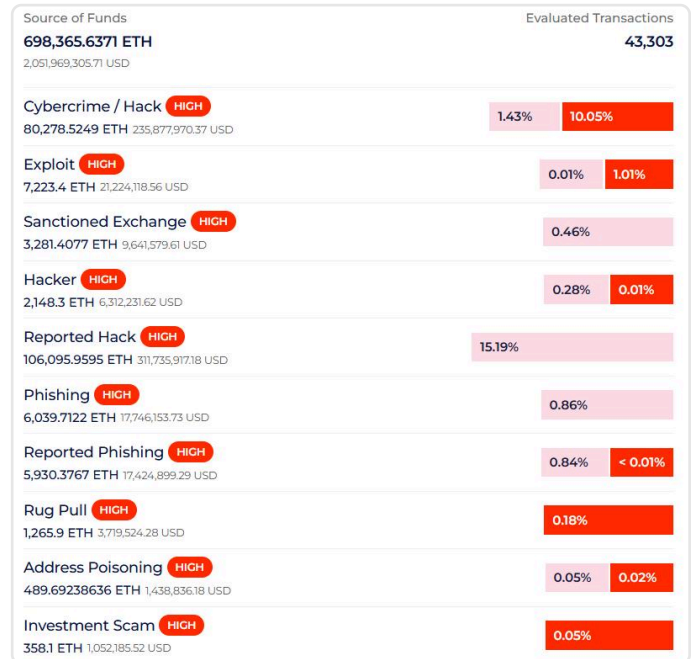 Source of Funds Evaluated Transactions
698,365.6371 ETH 43,303
2,051,969,305.71 USD
Cybercrime / Hack HIGH
80,278.5249 ETH 235,877,970.37 USD
1.43% 10.05%
Exploit HIGH
7,223.4 ETH 21,224,118.56 USD
0.01% 1.01%
Sanctioned Exchange HIGH
3,281.4077 ETH 9,641,579.61 USD
0.46%
Hacker HIGH
2,148.3 ETH 6,312,231.62 USD
0.28% 0.01%
Reported Hack HIGH
106,095.9595 ETH 311,735,917.18 USD
15.19%
Phishing HIGH
6,039.7122 ETH 17,746,153.73 USD
0.86%
Reported Phishing HIGH
5,930.3767 ETH 17,424,899.29 USD
0.84% < 0.01%
Rug Pull HIGH
1,265.9 ETH 3,719,524.28 USD
0.18%
Address Poisoning HIGH
489.69238636 ETH 1,438,836.18 USD
0.05% 0.02%
Investment Scam HIGH
358.1 ETH 1,052,185.52 USD
0.05%